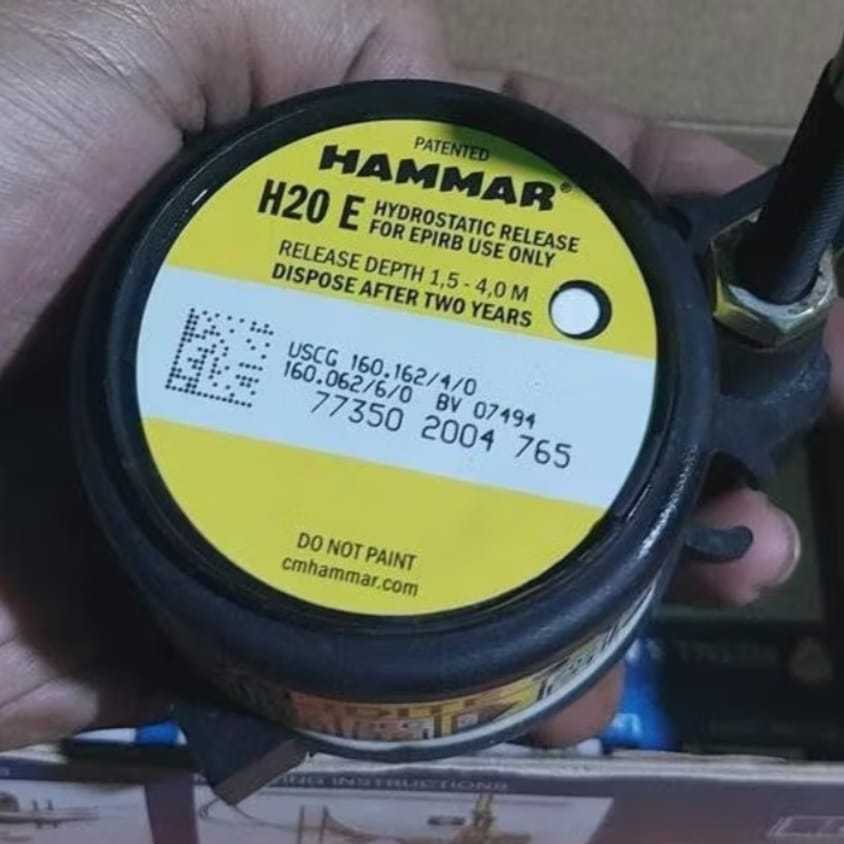 PATENTED
HAMMAR®
H20 E HYDROSTATIC RELEASE
FOR EPIRB USE ONLY
RELEASE DEPTH 1,5 - 4,0 M
DISPOSE AFTER TWO YEARS
USCG 160.162/4/0
160.062/6/0 BV 07494
77350 2004 765
DO NOT PAINT
cmhammar.com
INSTRUCTIONS